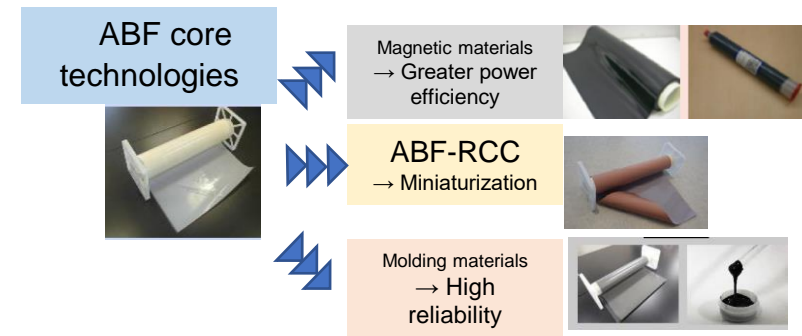 ABF core
technologies
Magnetic materials
→ Greater power
efficiency
ABF-RCC
→ Miniaturization
Molding materials
→ High
reliability